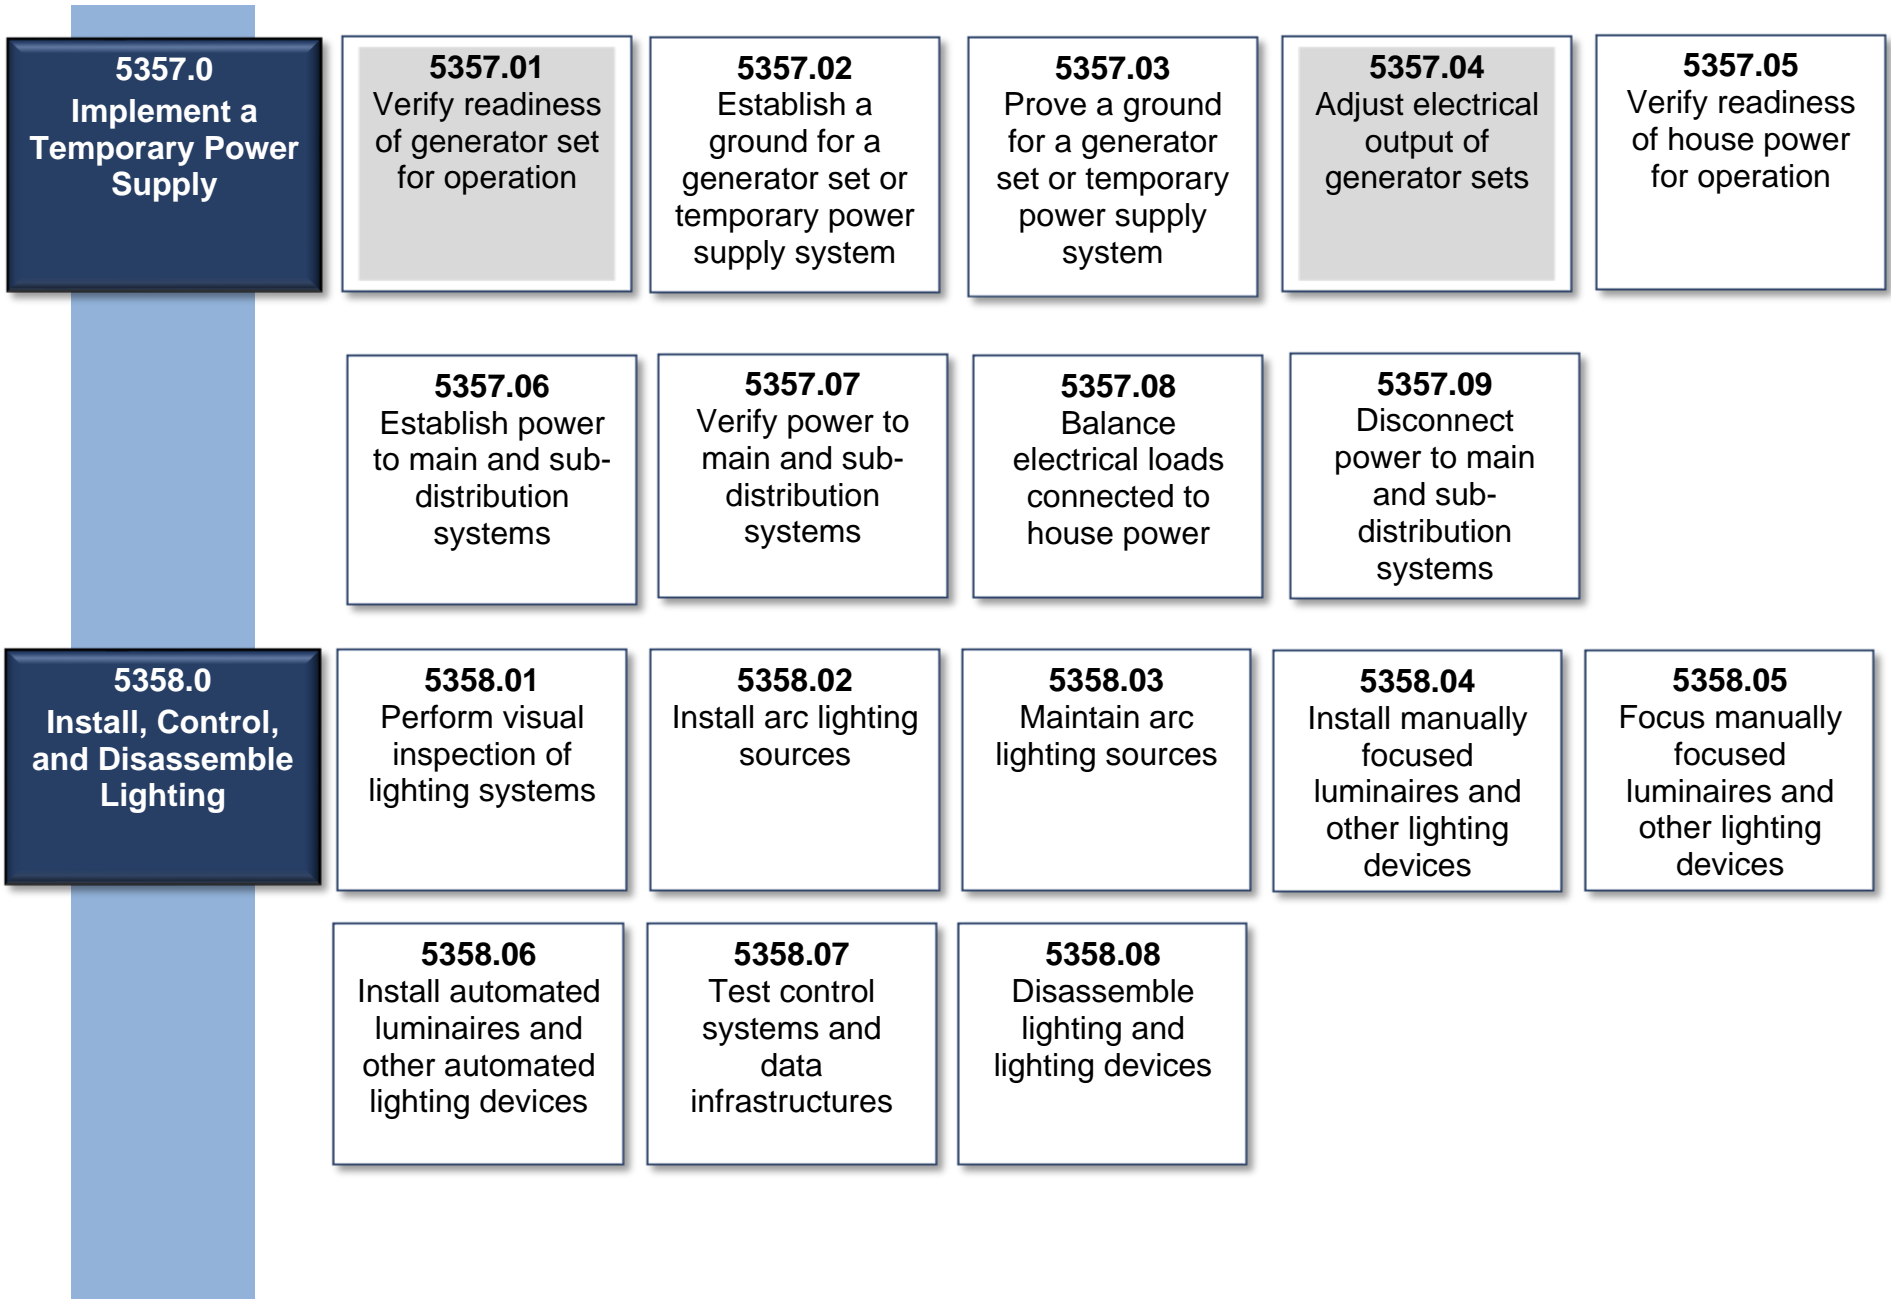 5357.0
Implement a
Temporary Power
Supply
5357.01
Verify readiness
of generator set
for operation
5357.02
Establish a
ground for a
generator set or
temporary power
supply system
5357.03
Prove a ground
for a generator
set or temporary
power supply
system
5357.04
Adjust electrical
output of
generator sets
5357.05
Verify readiness
of house power
for operation
5357.06
Establish power
to main and sub-
distribution
systems
5357.07
Verify power to
main and sub-
distribution
systems
5357.08
Balance
electrical loads
connected to
house power
5357.09
Disconnect
power to main
and sub-
distribution
systems
5358.0
Install, Control,
and Disassemble
Lighting
5358.01
Perform visual
inspection of
lighting systems
5358.02
Install arc lighting
sources
5358.03
Maintain arc
lighting sources
5358.04
Install manually
focused
luminaires and
other lighting
devices
5358.05
Focus manually
focused
luminaires and
other lighting
devices
5358.06
Install automated
luminaires and
other automated
lighting devices
5358.07
Test control
systems and
data
infrastructures
5358.08
Disassemble
lighting and
lighting devices